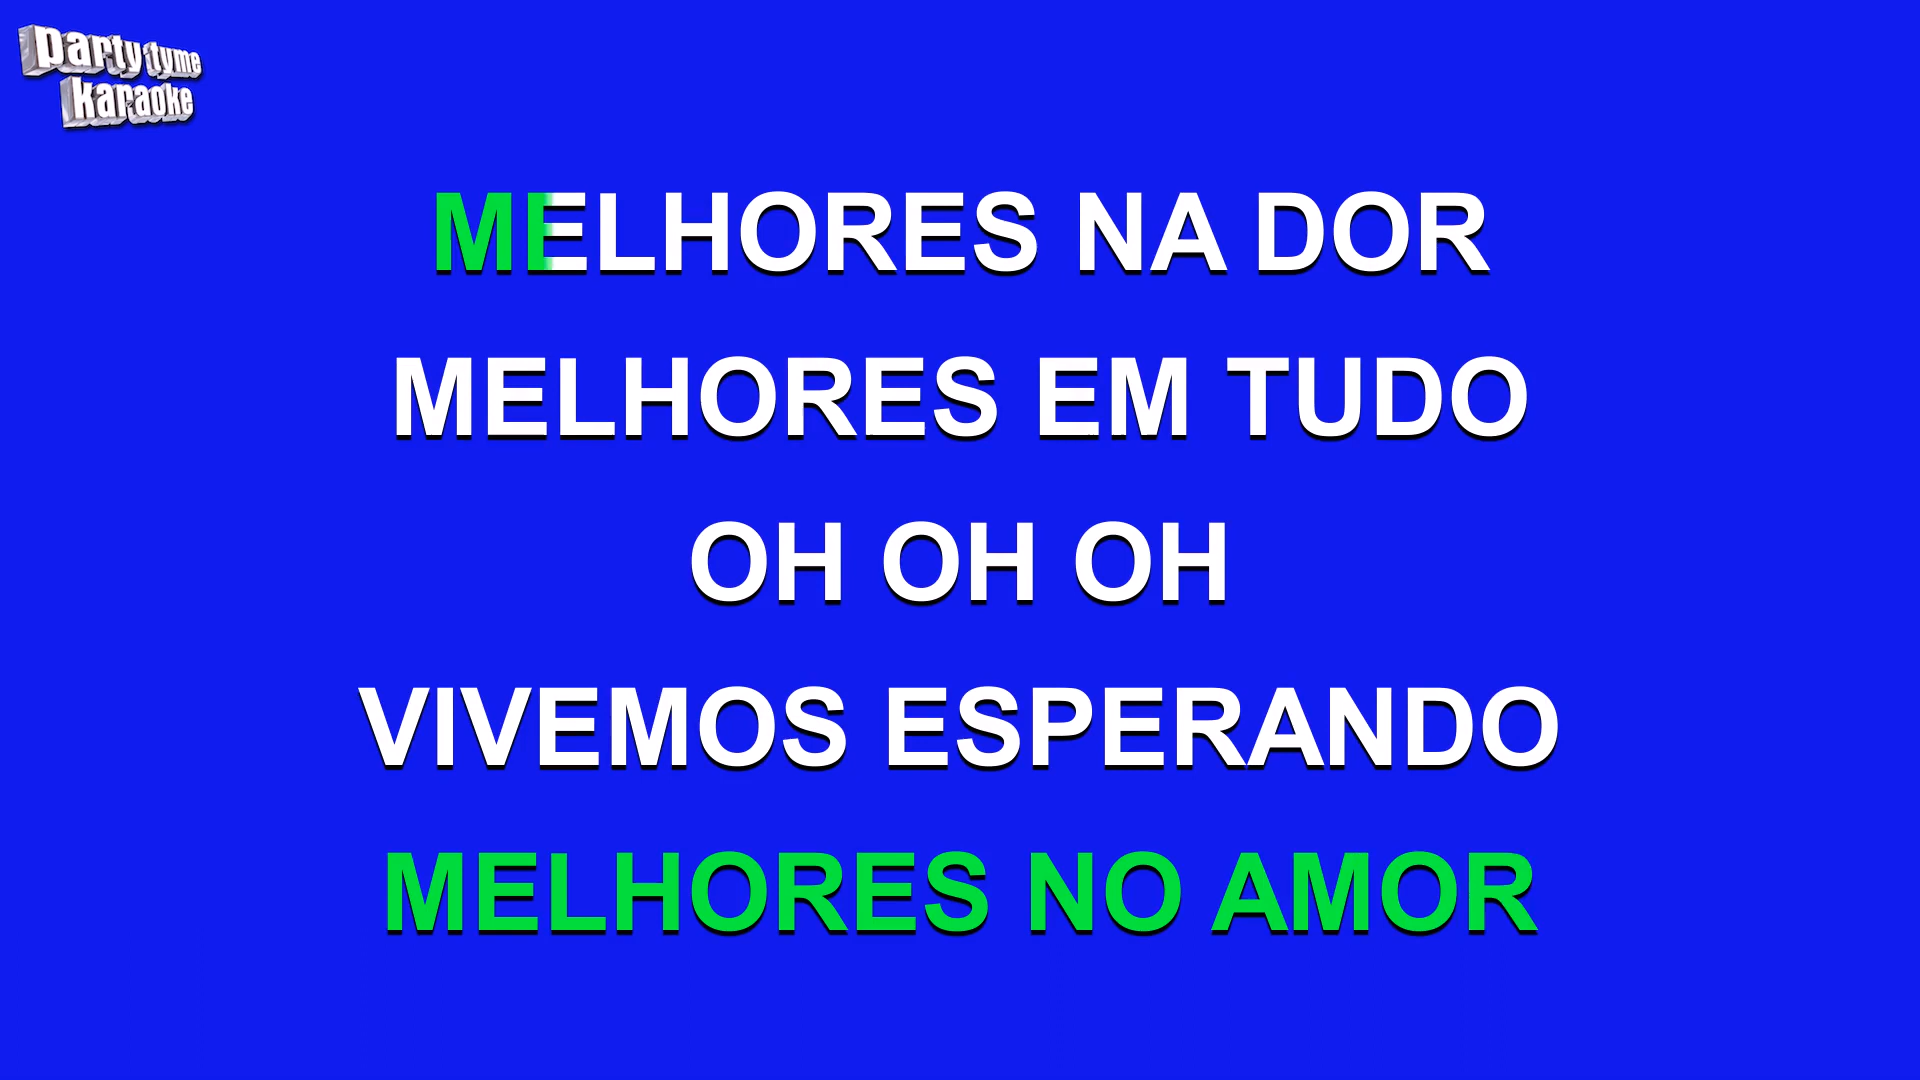 party tyme
karaoke
MELHORES NA DOR
MELHORES EM TUDO
OH OH OH
VIVEMOS ESPERANDO
MELHORES NO AMOR